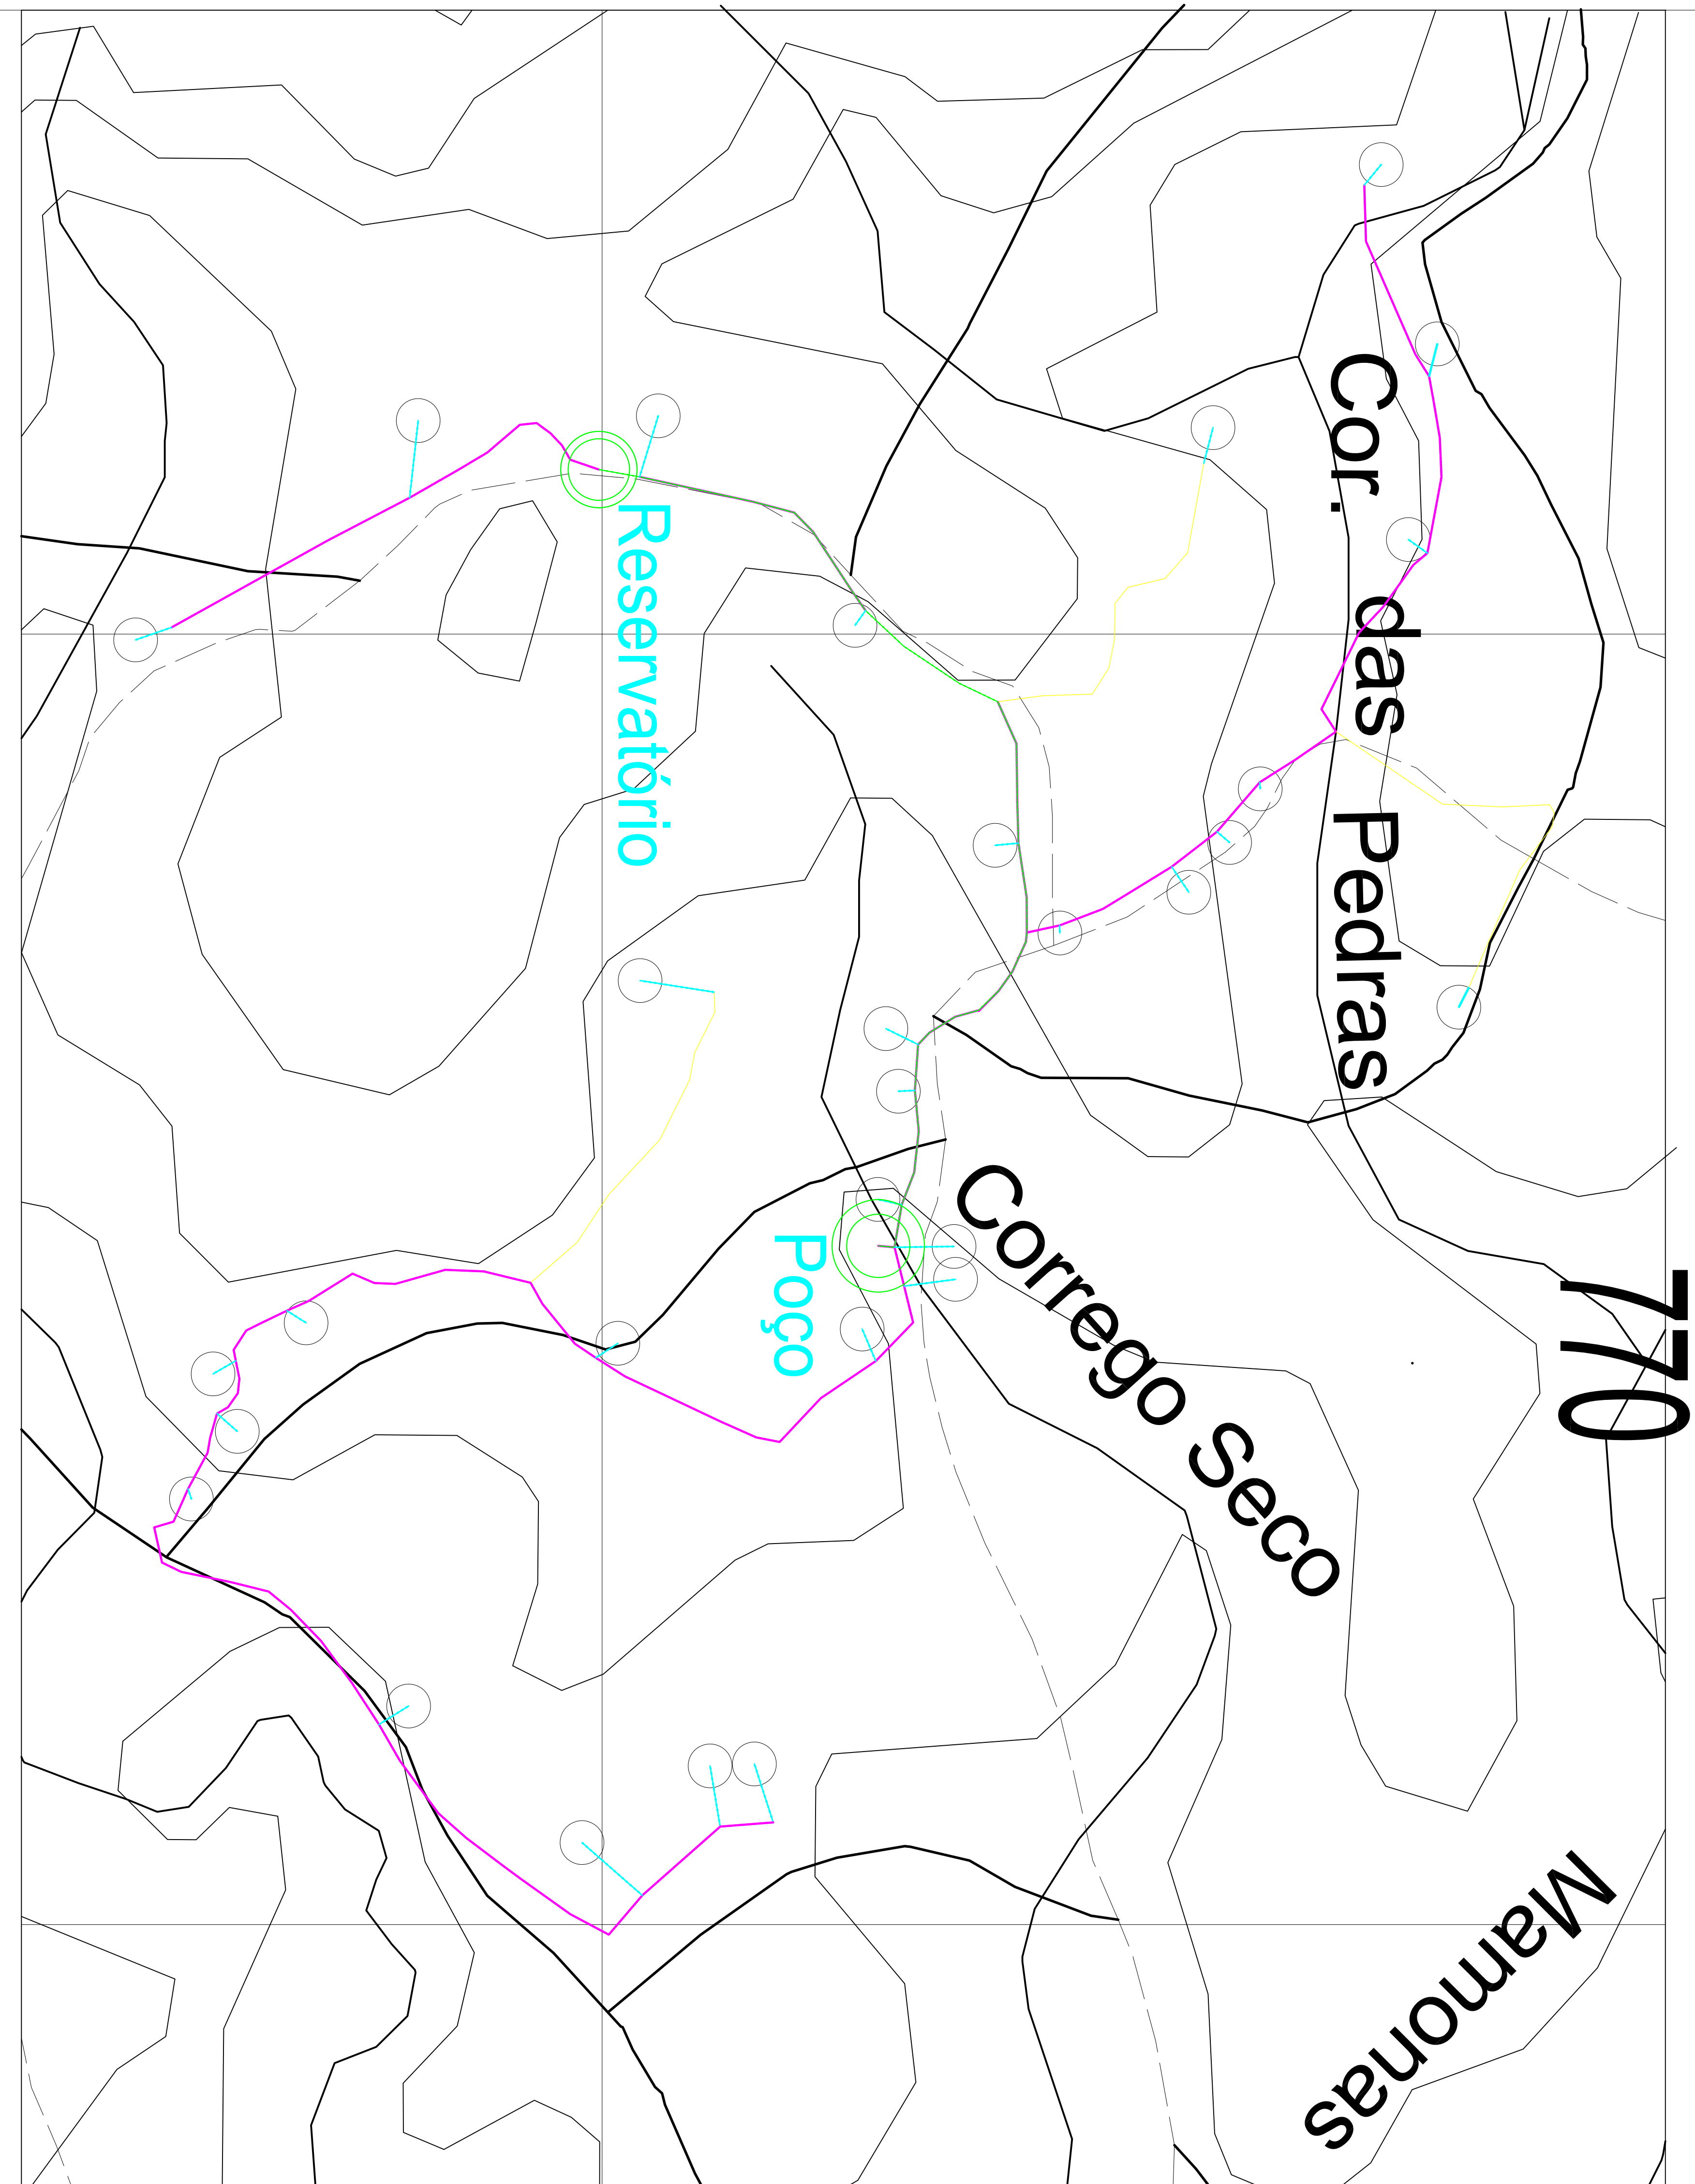 Cor. das Pedras
Reservatório
Poço
Corrego Seco
770
Mamonas